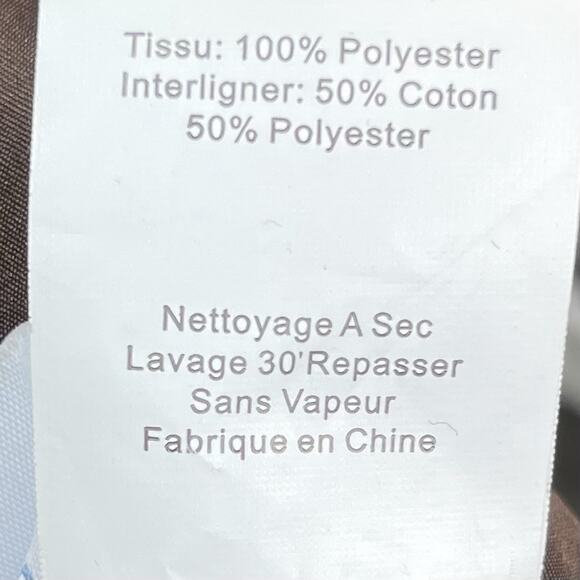 Tissu: 100% Polyester
Interligner: 50% Coton
50% Polyester
Nettoyage A Sec
Lavage 30'Repasser
Sans Vapeur
Fabrique en Chine